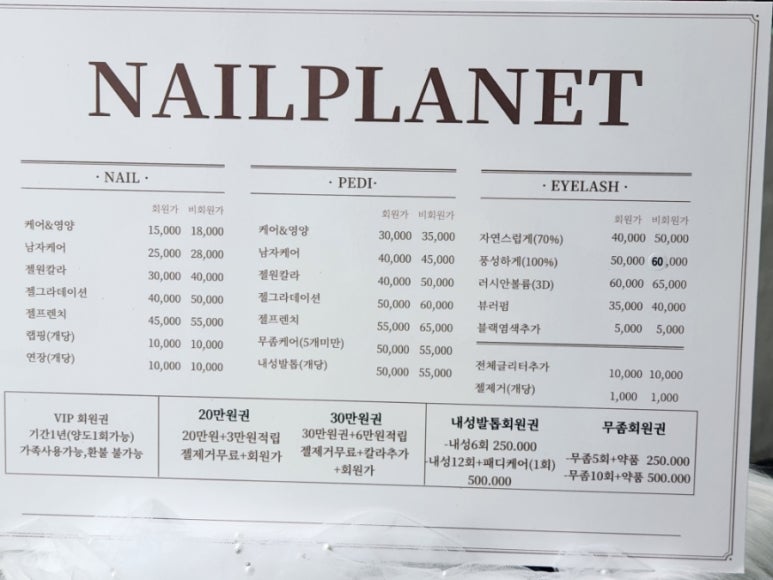 NAILPLANET
· NAIL ·
회원가 비회원가
케어&영양 15,000 18,000
남자케어 25,000 28,000
젤원칼라 30,000 40,000
젤그라데이션 40,000 50,000
젤프렌치 45,000 55,000
랩핑(개당) 10,000 10,000
연장(개당) 10,000 10,000
· PEDI·
회원가 비회원가
케어&영양 30,000 35,000
남자케어 40,000 45,000
젤원칼라 40,000 50,000
젤그라데이션 50,000 60,000
젤프렌치 55,000 65,000
무좀케어(5개미만) 50,000 55,000
내성발톱(개당) 50,000 55,000
· EYELASH ·
회원가 비회원가
자연스럽게(70%) 40,000 50,000
풍성하게(100%) 50,000 60,000
러시안볼륨(3D) 60,000 65,000
뷰러펌 35,000 40,000
블랙염색추가 5,000 5,000
전체글리터추가 10,000 10,000
젤제거(개당) 1,000 1,000
VIP 회원권
기간1년(양도1회가능)
가족사용가능,환불 불가능
20만원권
20만원+3만원적립
젤제거무료+회원가
30만원권
30만원권+6만원적립
젤제거무료+칼라추가
+회원가
내성발톱회원권
-내성6회 250.000
-내성12회+패디케어(1회)
500.000
무좀회원권
-무좀5회+약품 250.000
-무좀10회+약품 500.000